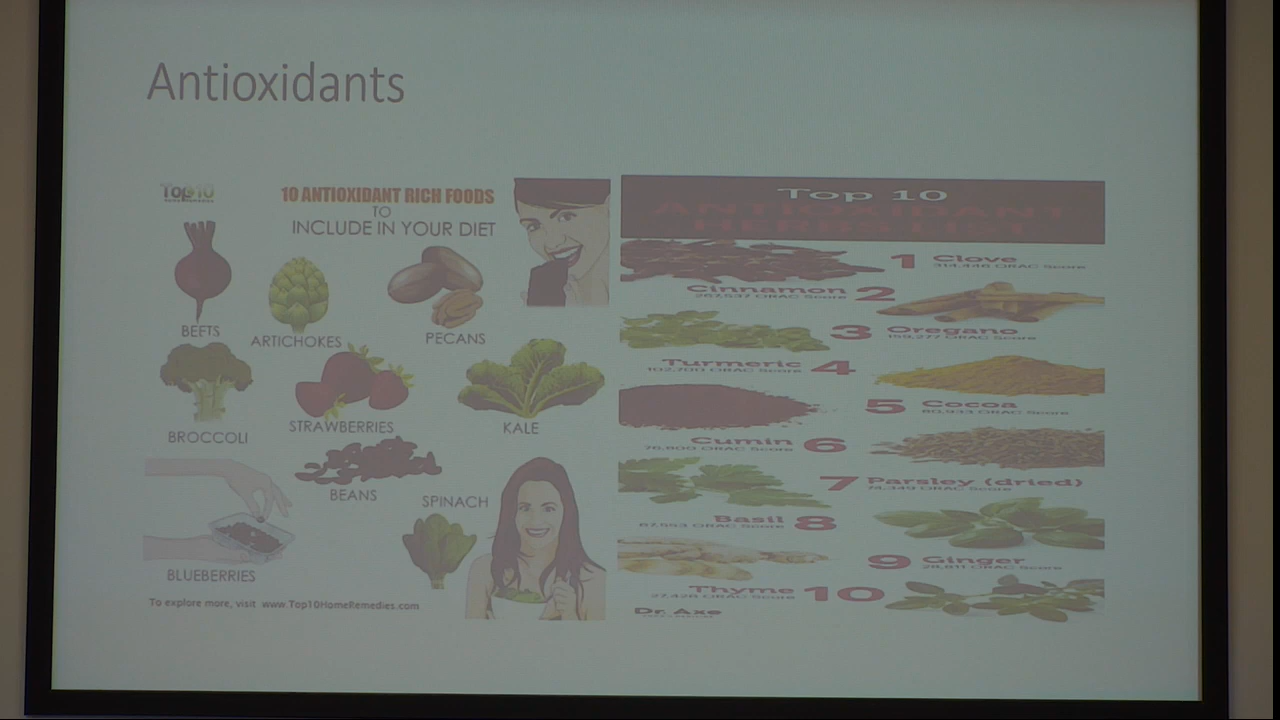 Antioxidants
Top 10
10 ANTIOXIDANT RICH FOODS
TO
INCLUDE IN YOUR DIET
BEETS
ARTICHOKES
PECANS
BROCCOLI
STRAWBERRIES
KALE
BEANS
SPINACH
BLUEBERRIES
To explore more, visit www.Top10HomeRemedies.com
Top 10
ANTIOXIDANT
HERBS LIST
1 Clove
314,446 ORAC Score
Cinnamon 2
267,537 ORAC Score
3 Oregano
159,277 ORAC Score
Turmeric 4
102,700 ORAC Score
5 Cocoa
80,933 ORAC Score
Cumin 6
76,800 ORAC Score
7 Parsley (dried)
74,349 ORAC Score
Basil 8
67,553 ORAC Score
9 Ginger
28,811 ORAC Score
Thyme 10
27,426 ORAC Score
Dr. Axe